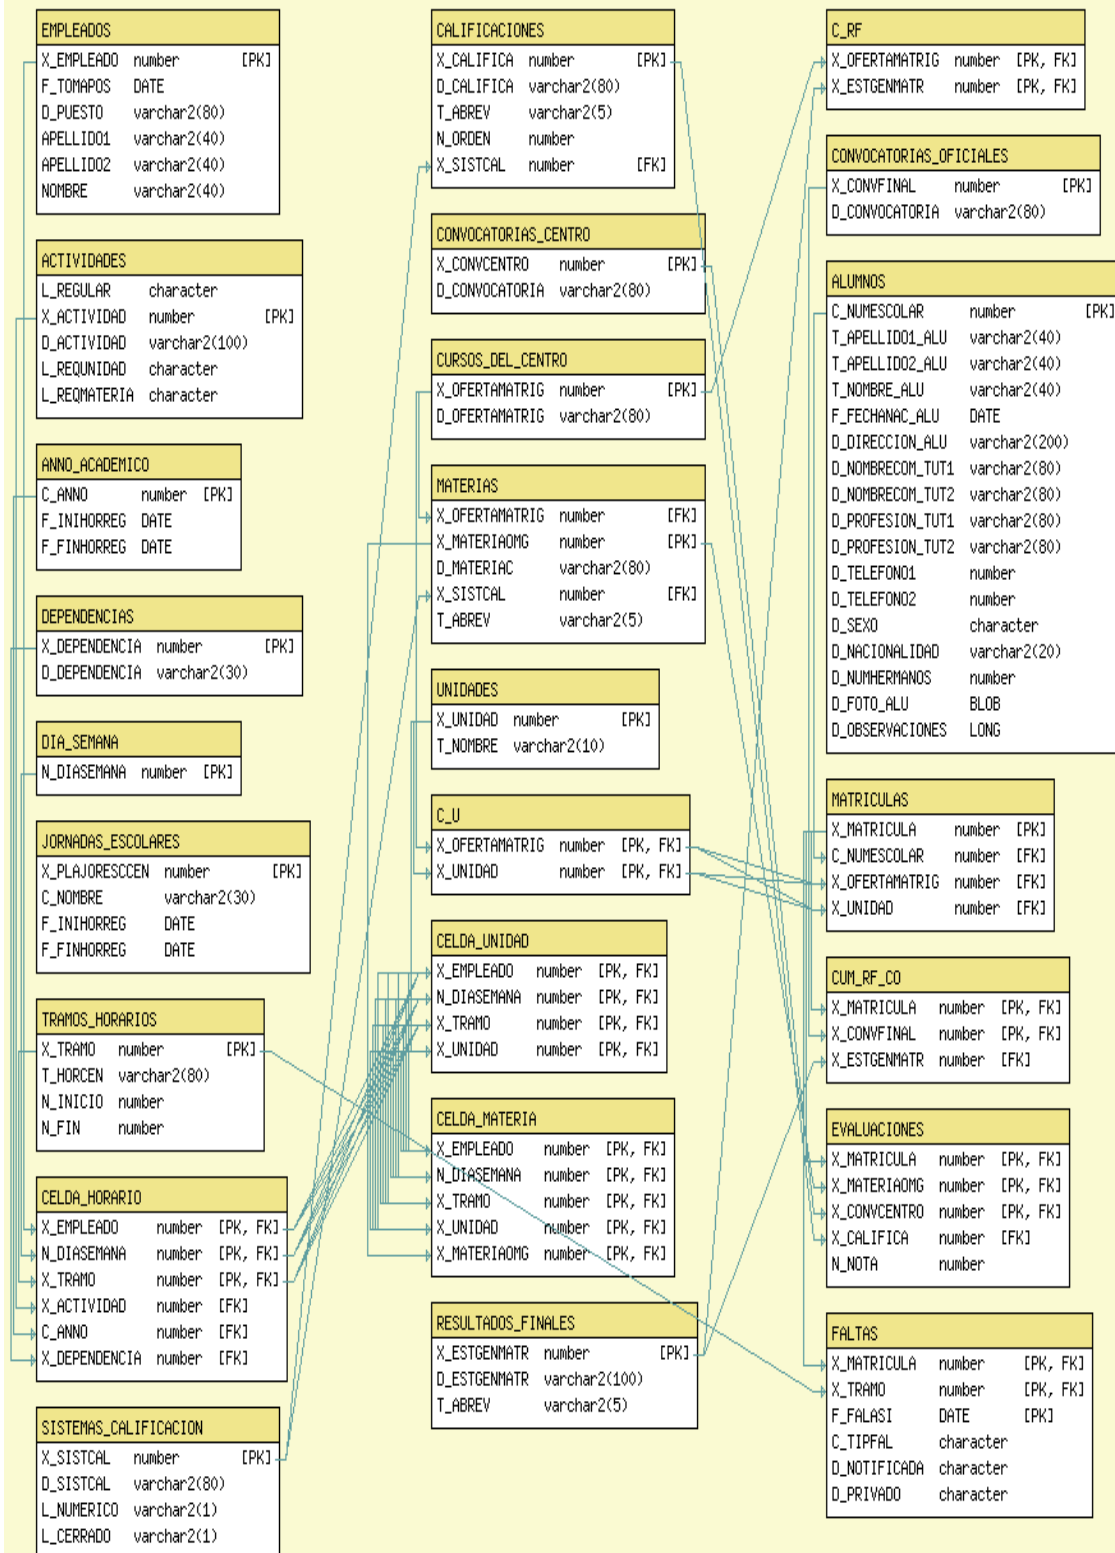 EMPLEADOS
X_EMPLEADO number [PK]
F_TOMAPOS DATE
D_PUESTO varchar2(80)
APELLIDO1 varchar2(40)
APELLIDO2 varchar2(40)
NOMBRE varchar2(40)
ACTIVIDADES
L_REGULAR character
X_ACTIVIDAD number [PK]
D_ACTIVIDAD varchar2(100)
L_REQUNIDAD character
L_REQMATERIA character
ANNO_ACADEMICO
C_ANNO number [PK]
F_INIHORREG DATE
F_FINHORREG DATE
DEPENDENCIAS
X_DEPENDENCIA number [PK]
D_DEPENDENCIA varchar2(30)
DIA_SEMANA
N_DIASEMANA number [PK]
JORNADAS_ESCOLARES
X_PLAJORESCCEN number [PK]
C_NOMBRE varchar2(30)
F_INIHORREG DATE
F_FINHORREG DATE
TRAMOS_HORARIOS
X_TRAMO number [PK]
T_HORCEN varchar2(80)
N_INICIO number
N_FIN number
CELDA_HORARIO
X_EMPLEADO number [PK, FK]
N_DIASEMANA number [PK, FK]
X_TRAMO number [PK, FK]
X_ACTIVIDAD number [FK]
C_ANNO number [FK]
X_DEPENDENCIA number [FK]
SISTEMAS_CALIFICACION
X_SISTCAL number [PK]
D_SISTCAL varchar2(80)
L_NUMERICO varchar2(1)
L_CERRADO varchar2(1)
CALIFICACIONES
X_CALIFICA number [PK]
D_CALIFICA varchar2(80)
T_ABREV varchar2(5)
N_ORDEN number
X_SISTCAL number [FK]
CONVOCATORIAS_CENTRO
X_CONVCENTRO number [PK]
D_CONVOCATORIA varchar2(80)
CURSOS_DEL_CENTRO
X_OFERTAMATRIG number [PK]
D_OFERTAMATRIG varchar2(80)
MATERIAS
X_OFERTAMATRIG number [FK]
X_MATERIAOMG number [PK]
D_MATERIAC varchar2(80)
X_SISTCAL number [FK]
T_ABREV varchar2(5)
UNIDADES
X_UNIDAD number [PK]
T_NOMBRE varchar2(10)
C_U
X_OFERTAMATRIG number [PK, FK]
X_UNIDAD number [PK, FK]
CELDA_UNIDAD
X_EMPLEADO number [PK, FK]
N_DIASEMANA number [PK, FK]
X_TRAMO number [PK, FK]
X_UNIDAD number [PK, FK]
CELDA_MATERIA
X_EMPLEADO number [PK, FK]
N_DIASEMANA number [PK, FK]
X_TRAMO number [PK, FK]
X_UNIDAD number [PK, FK]
X_MATERIAOMG number [PK, FK]
RESULTADOS_FINALES
X_ESTGENMATR number [PK]
D_ESTGENMATR varchar2(100)
T_ABREV varchar2(5)
C_RF
X_OFERTAMATRIG number [PK, FK]
X_ESTGENMATR number [PK, FK]
CONVOCATORIAS_OFICIALES
X_CONVFINAL number [PK]
D_CONVOCATORIA varchar2(80)
ALUMNOS
C_NUMESCOLAR number [PK]
T_APELLIDO1_ALU varchar2(40)
T_APELLIDO2_ALU varchar2(40)
T_NOMBRE_ALU varchar2(40)
F_FECHANAC_ALU DATE
D_DIRECCION_ALU varchar2(200)
D_NOMBRECOM_TUT1 varchar2(80)
D_NOMBRECOM_TUT2 varchar2(80)
D_PROFESION_TUT1 varchar2(80)
D_PROFESION_TUT2 varchar2(80)
D_TELEFONO1 number
D_TELEFONO2 number
D_SEXO character
D_NACIONALIDAD varchar2(20)
D_NUMHERMANOS number
D_FOTO_ALU BLOB
D_OBSERVACIONES LONG
MATRICULAS
X_MATRICULA number [PK]
C_NUMESCOLAR number [FK]
X_OFERTAMATRIG number [FK]
X_UNIDAD number [FK]
CUM_RF_CO
X_MATRICULA number [PK, FK]
X_CONVFINAL number [PK, FK]
X_ESTGENMATR number [FK]
EVALUACIONES
X_MATRICULA number [PK, FK]
X_MATERIAOMG number [PK, FK]
X_CONVCENTRO number [PK, FK]
X_CALIFICA number [FK]
N_NOTA number
FALTAS
X_MATRICULA number [PK, FK]
X_TRAMO number [PK, FK]
F_FALASI DATE [PK]
C_TIPFAL character
D_NOTIFICADA character
D_PRIVADO character